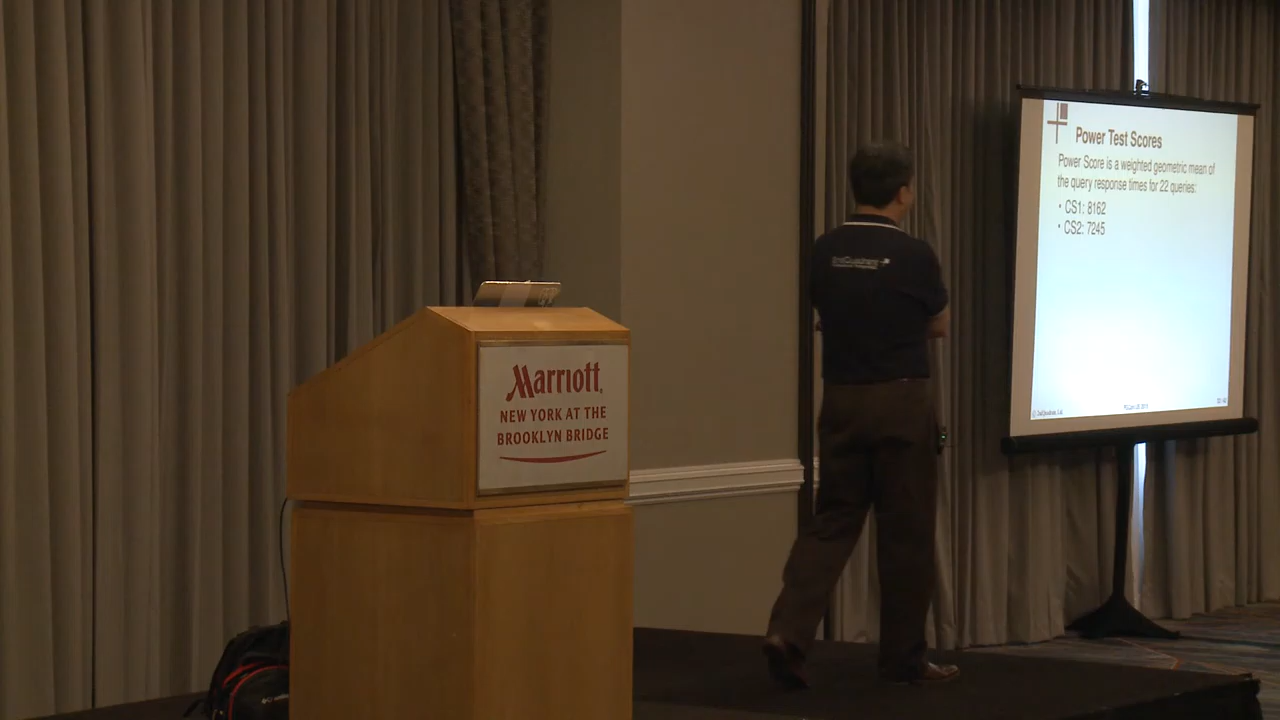 Marriott
NEW YORK AT THE
BROOKLYN BRIDGE
2ndQuadrant
Power Test Scores
Power Score is a weighted geometric mean of
the query response times for 22 queries:
• CS1: 8162
• CS2: 7245